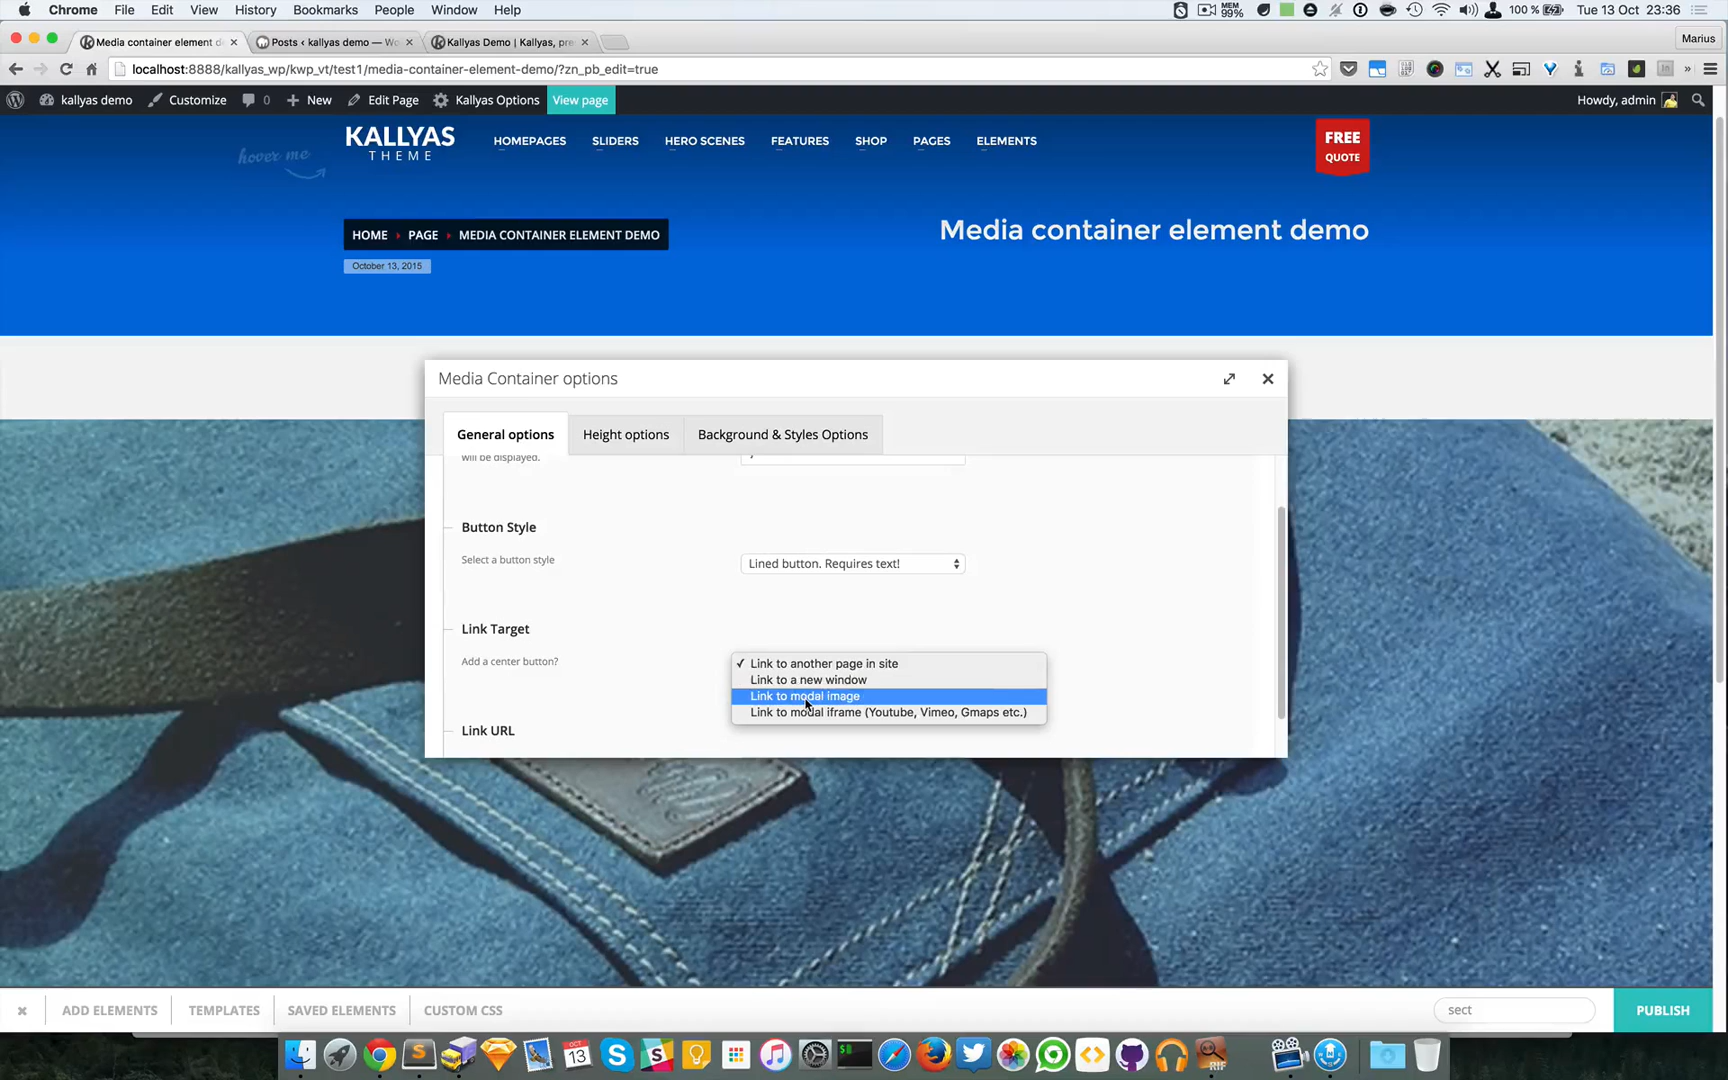 Chrome File Edit View History Bookmarks People Window Help MEM 99% 100 % Tue 13 Oct 23:36
Media container element d Posts ‹ kallyas demo — Wo Kallyas Demo | Kallyas, pre Marius
localhost:8888/kallyas_wp/kwp_vt/test1/media-container-element-demo/?zn_pb_edit=true
kallyas demo Customize 0 New Edit Page Kallyas Options View page Howdy, admin
hover me
KALLYAS
THEME
HOMEPAGES SLIDERS HERO SCENES FEATURES SHOP PAGES ELEMENTS
FREE
QUOTE
HOME PAGE MEDIA CONTAINER ELEMENT DEMO
Media container element demo
October 13, 2015
Media Container options
General options Height options Background & Styles Options
will be displayed.
Button Style
Select a button style Lined button. Requires text!
Link Target
Add a center button?
✓ Link to another page in site
Link to a new window
Link to modal image
Link to modal iframe (Youtube, Vimeo, Gmaps etc.)
Link URL
ADD ELEMENTS TEMPLATES SAVED ELEMENTS CUSTOM CSS sect PUBLISH
13
RIF